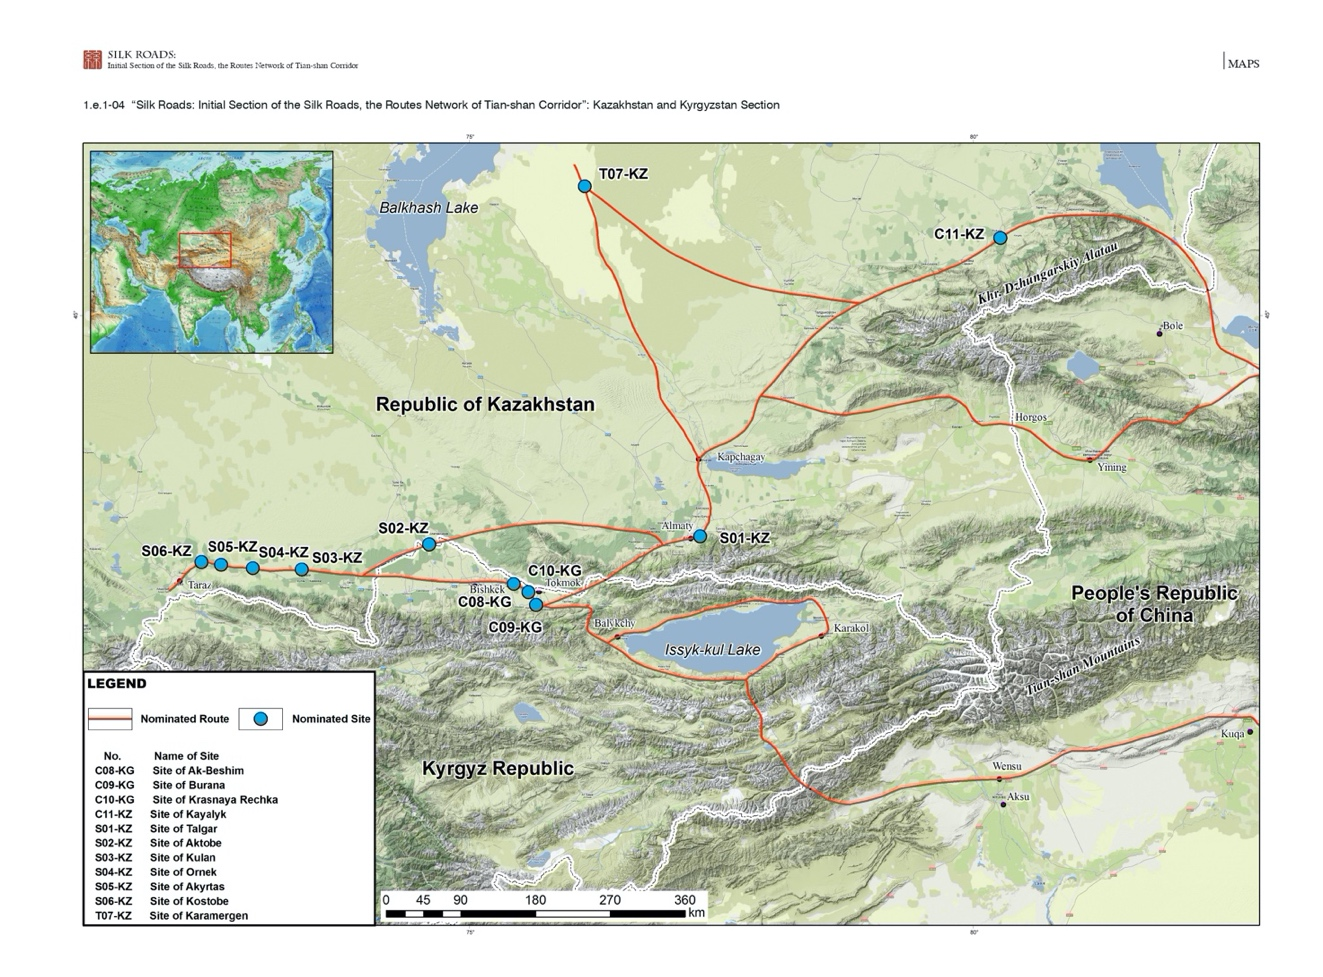 SILK ROADS:
Initial Section of the Silk Roads, the Routes Network of Tian-shan Corridor
MAPS
1.e.1-04 “Silk Roads: Initial Section of the Silk Roads, the Routes Network of Tian-shan Corridor”: Kazakhstan and Kyrgyzstan Section
75°
80°
T07-KZ
Balkhash Lake
C11-KZ
Khr. Dzhungarskiy Alatau
45°
45°
Bole
Republic of Kazakhstan
Horgos
Kapchagay
Yining
S02-KZ
Almaty
S01-KZ
S06-KZ
S05-KZ
S04-KZ
S03-KZ
C10-KG
Taraz
Bishkek
Tokmok
C08-KG
People's Republic
of China
C09-KG
Balykchy
Karakol
Issyk-kul Lake
Tian-shan Mountains
LEGEND
Nominated Route
Nominated Site
Kuqa
No. Name of Site
C08-KG Site of Ak-Beshim
C09-KG Site of Burana
C10-KG Site of Krasnaya Rechka
C11-KZ Site of Kayalyk
S01-KZ Site of Talgar
S02-KZ Site of Aktobe
S03-KZ Site of Kulan
S04-KZ Site of Ornek
S05-KZ Site of Akyrtas
S06-KZ Site of Kostobe
T07-KZ Site of Karamergen
Kyrgyz Republic
Wensu
Aksu
0 45 90 180 270 360
km
75°
80°